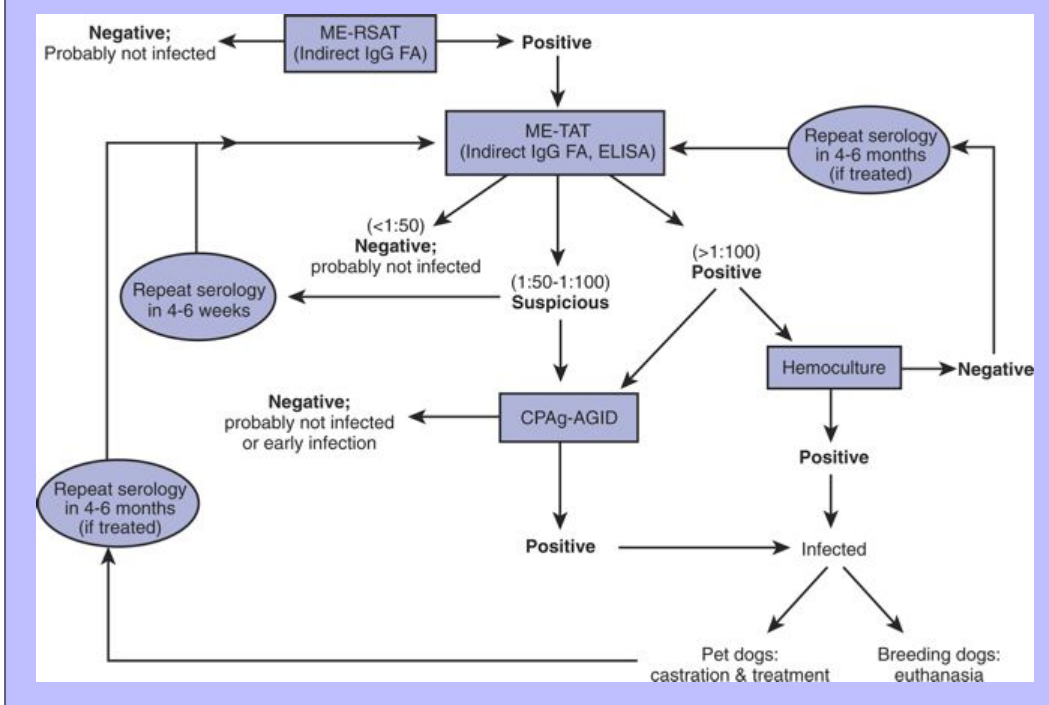 Negative;
Probably not infected
ME-RSAT
(Indirect IgG FA)
Positive
ME-TAT
(Indirect IgG FA, ELISA)
Repeat serology
in 4-6 months
(if treated)
(<1:50)
Negative;
probably not infected
(1:50-1:100)
Suspicious
(>1:100)
Positive
Repeat serology
in 4-6 weeks
Hemoculture
Negative
Negative;
probably not infected
or early infection
CPAg-AGID
Positive
Repeat serology
in 4-6 months
(if treated)
Positive
Infected
Pet dogs:
castration & treatment
Breeding dogs:
euthanasia